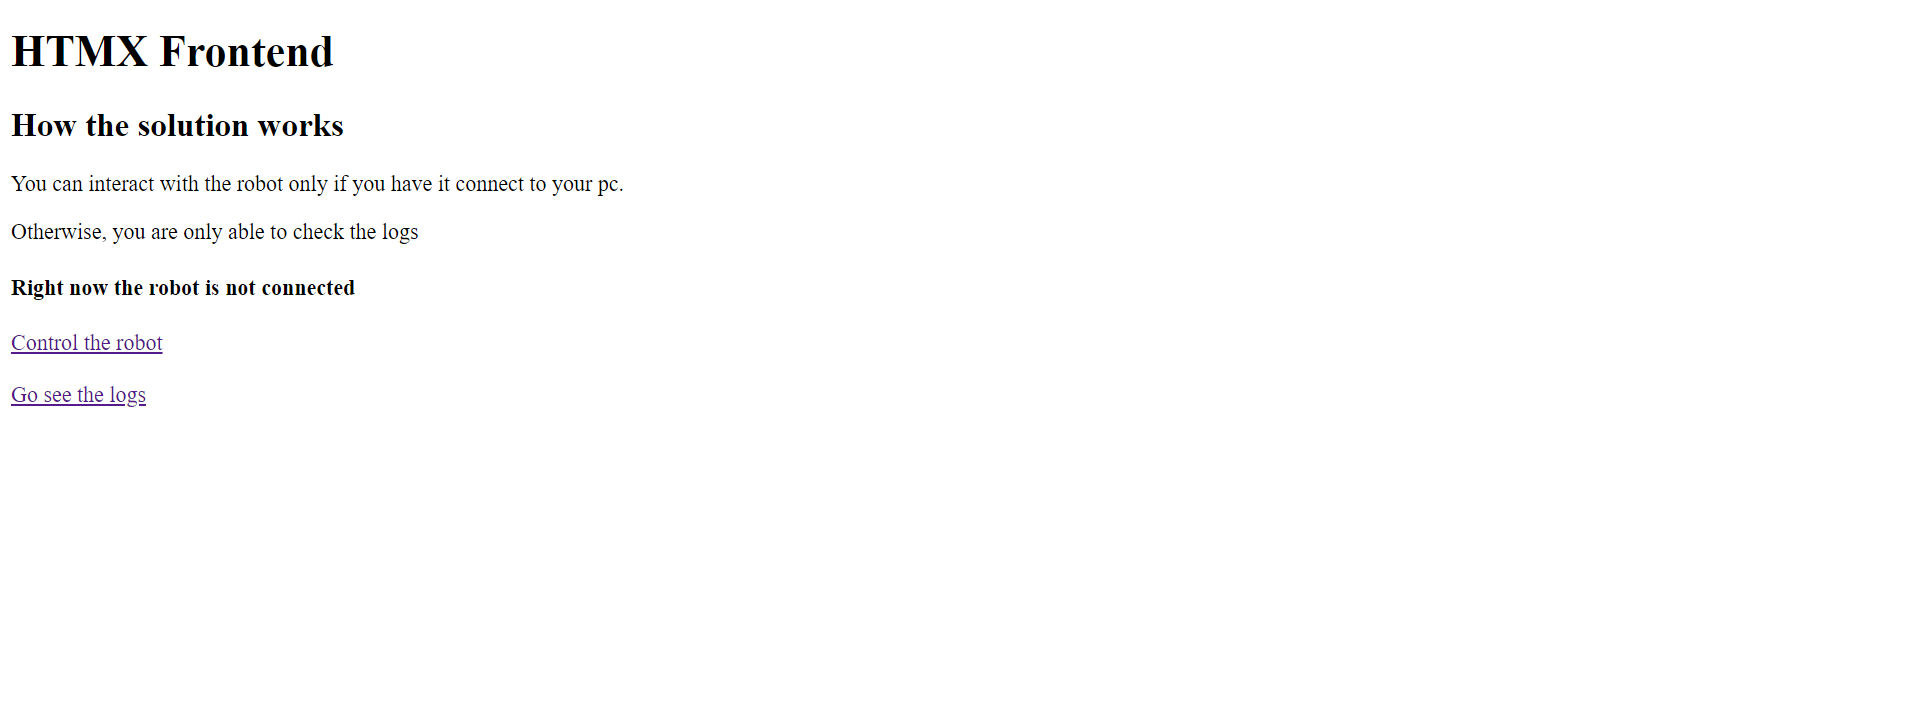 HTMX Frontend
How the solution works
You can interact with the robot only if you have it connect to your pc.
Otherwise, you are only able to check the logs
Right now the robot is not connected
Control the robot
Go see the logs